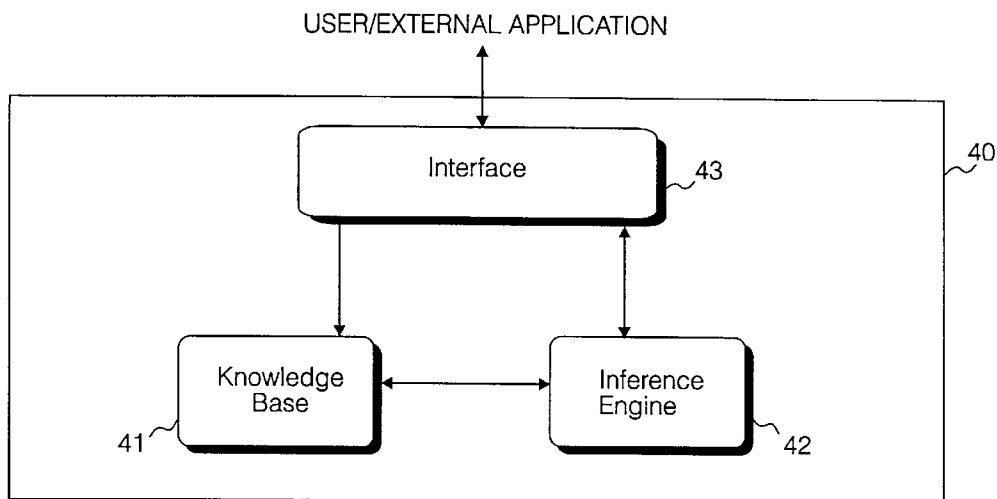 USER/EXTERNAL APPLICATION
Interface
43
40
Knowledge
Base
41
Inference
Engine
42